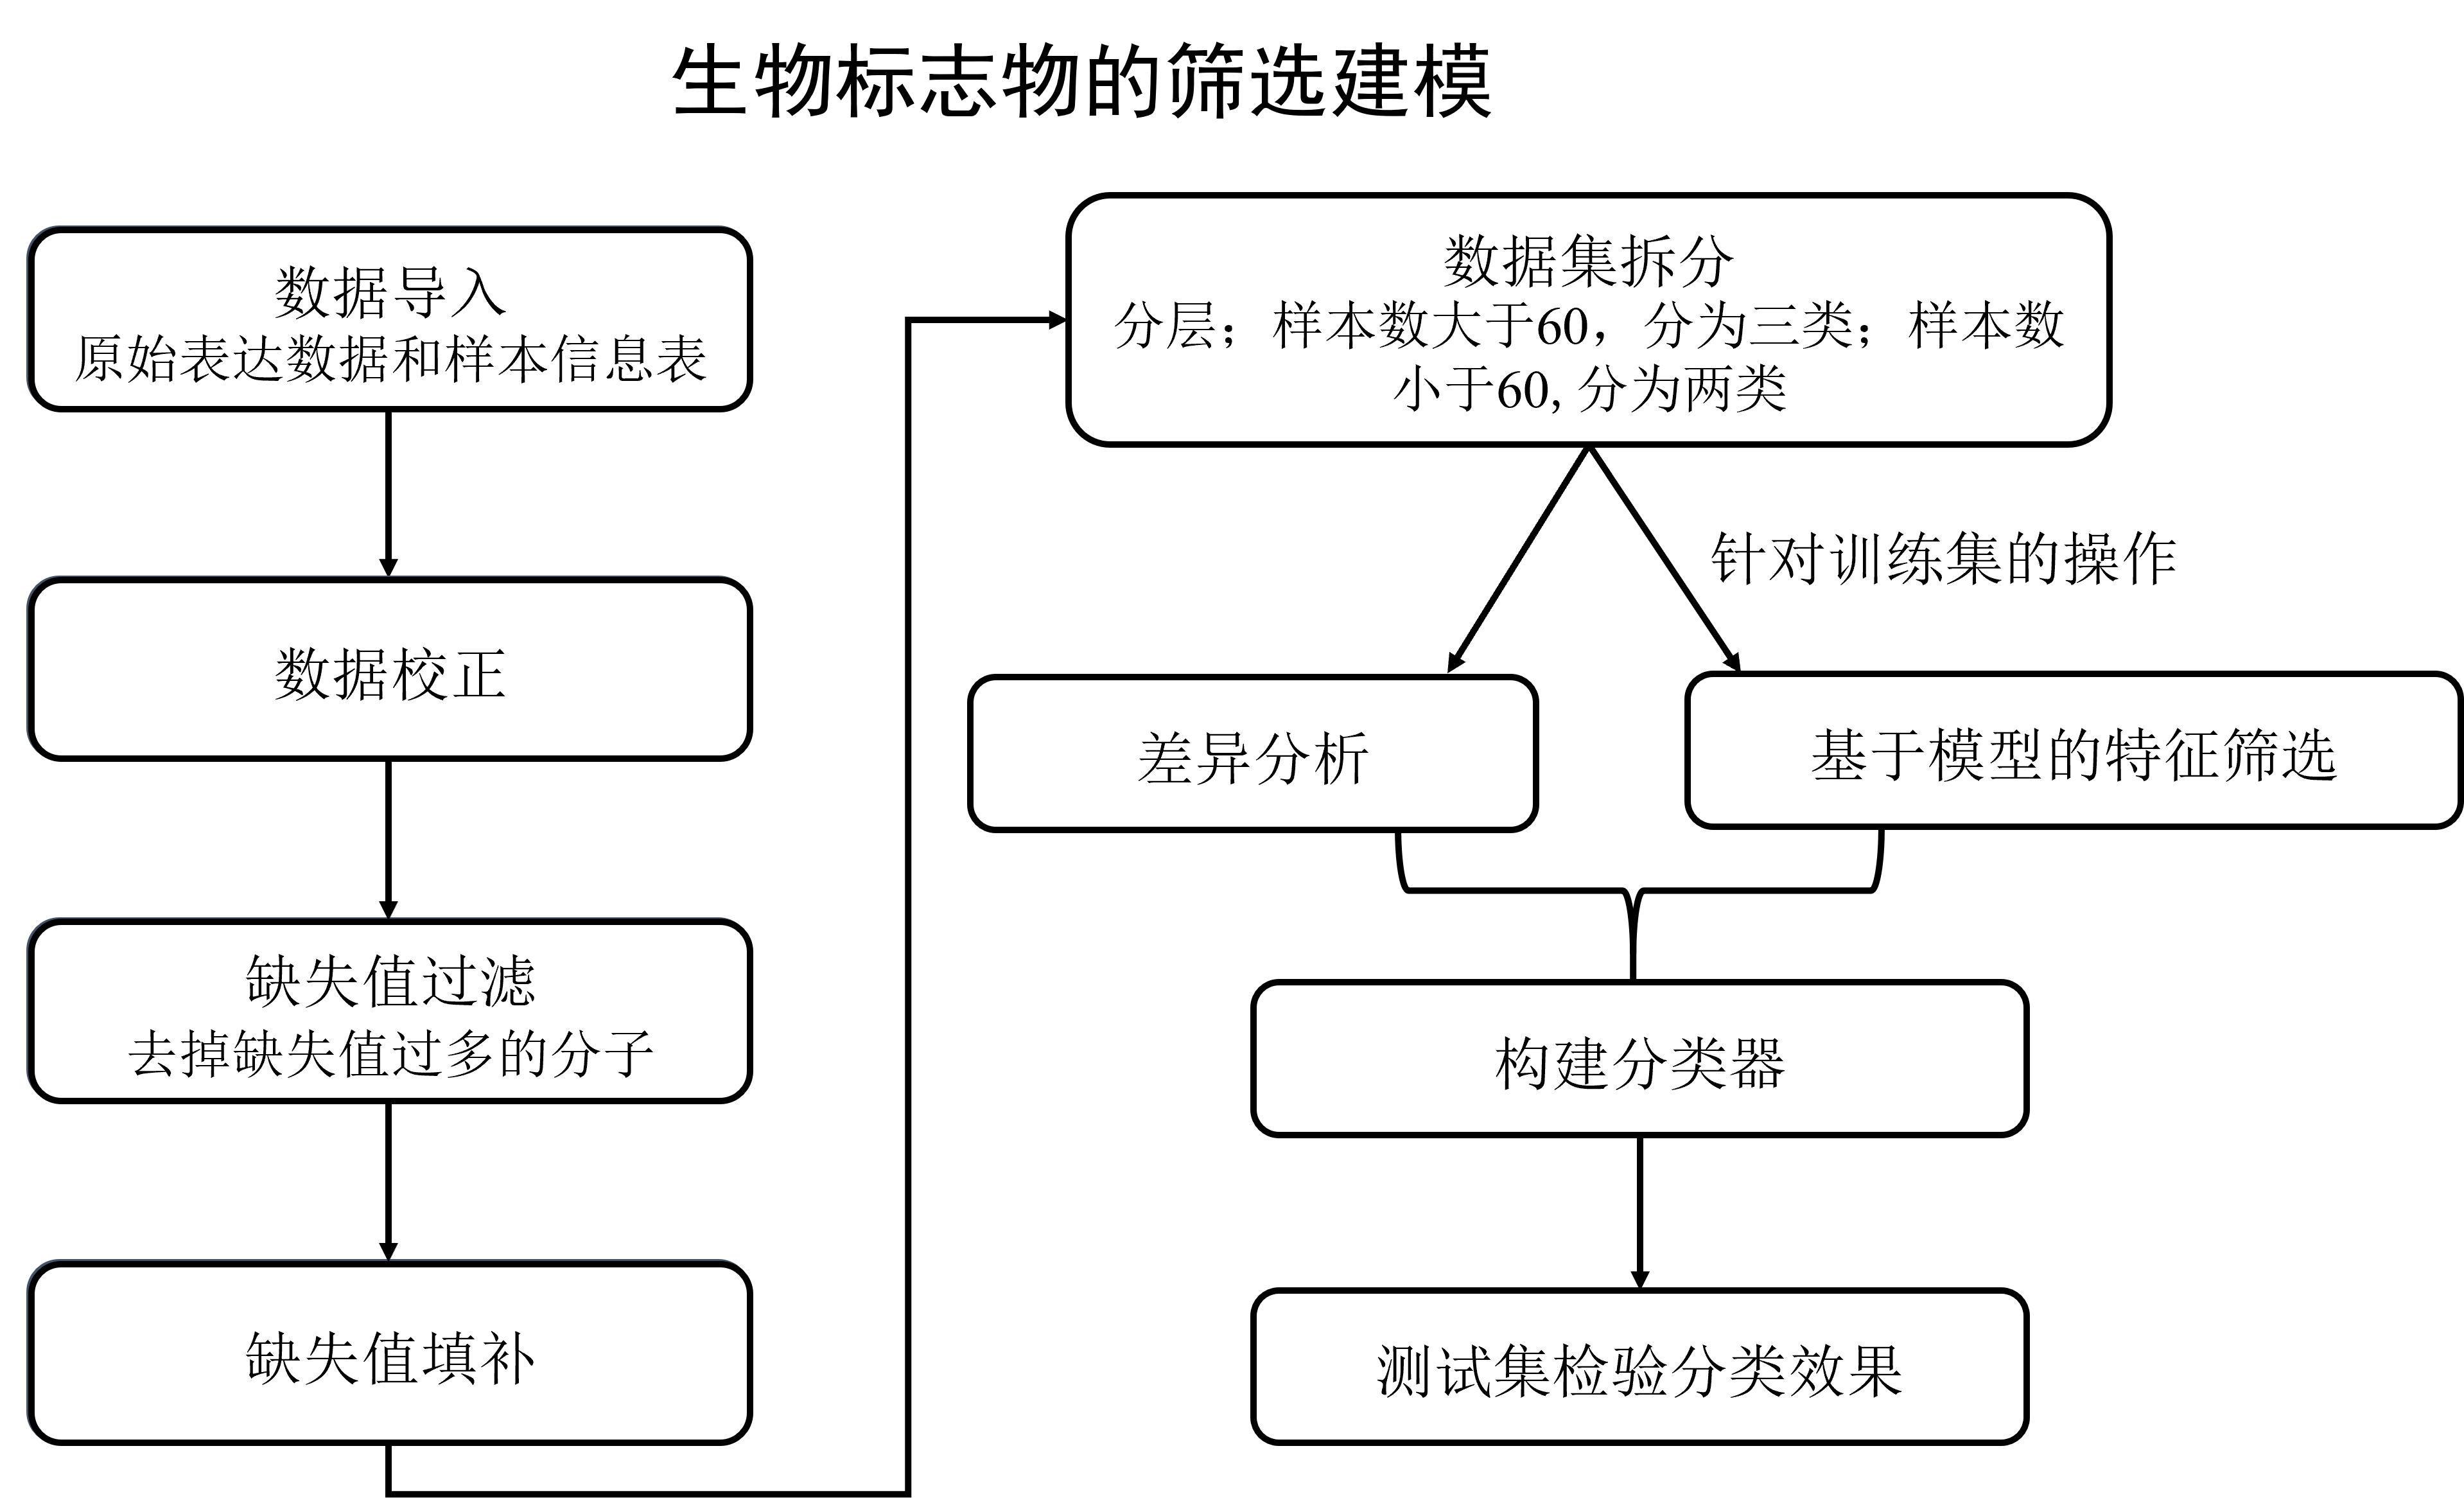 生物标志物的筛选建模
数据导入
原始表达数据和样本信息表
数据校正
缺失值过滤
去掉缺失值过多的分子
缺失值填补
数据集拆分
分层；样本数大于60，分为三类；样本数
小于60, 分为两类
针对训练集的操作
差异分析
基于模型的特征筛选
构建分类器
测试集检验分类效果